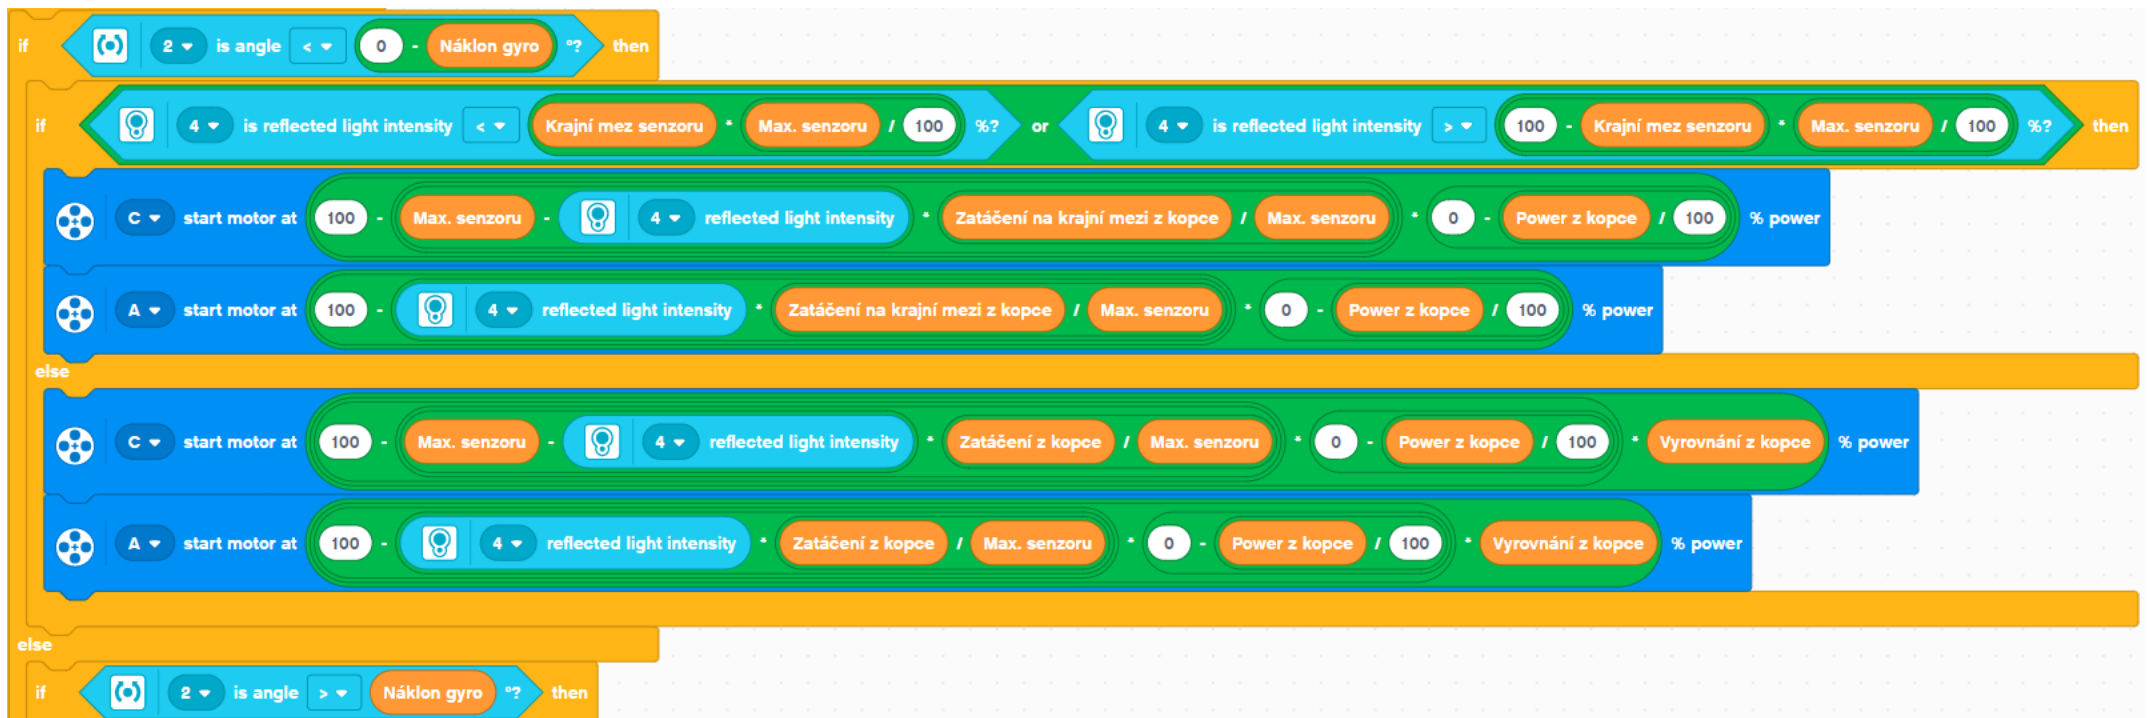 if 2 is angle < 0 - Náklon gyro °? then
if 4 is reflected light intensity < Krajní mez senzoru * Max. senzoru / 100 %? or 4 is reflected light intensity > 100 - Krajní mez senzoru * Max. senzoru / 100 %? then
C start motor at 100 - Max. senzoru - 4 reflected light intensity * Zatáčení na krajní mezi z kopce / Max. senzoru * 0 - Power z kopce / 100 % power
A start motor at 100 - 4 reflected light intensity * Zatáčení na krajní mezi z kopce / Max. senzoru * 0 - Power z kopce / 100 % power
else
C start motor at 100 - Max. senzoru - 4 reflected light intensity * Zatáčení z kopce / Max. senzoru * 0 - Power z kopce / 100 * Vyrovnání z kopce % power
A start motor at 100 - 4 reflected light intensity * Zatáčení z kopce / Max. senzoru * 0 - Power z kopce / 100 * Vyrovnání z kopce % power
else
if 2 is angle > Náklon gyro °? then